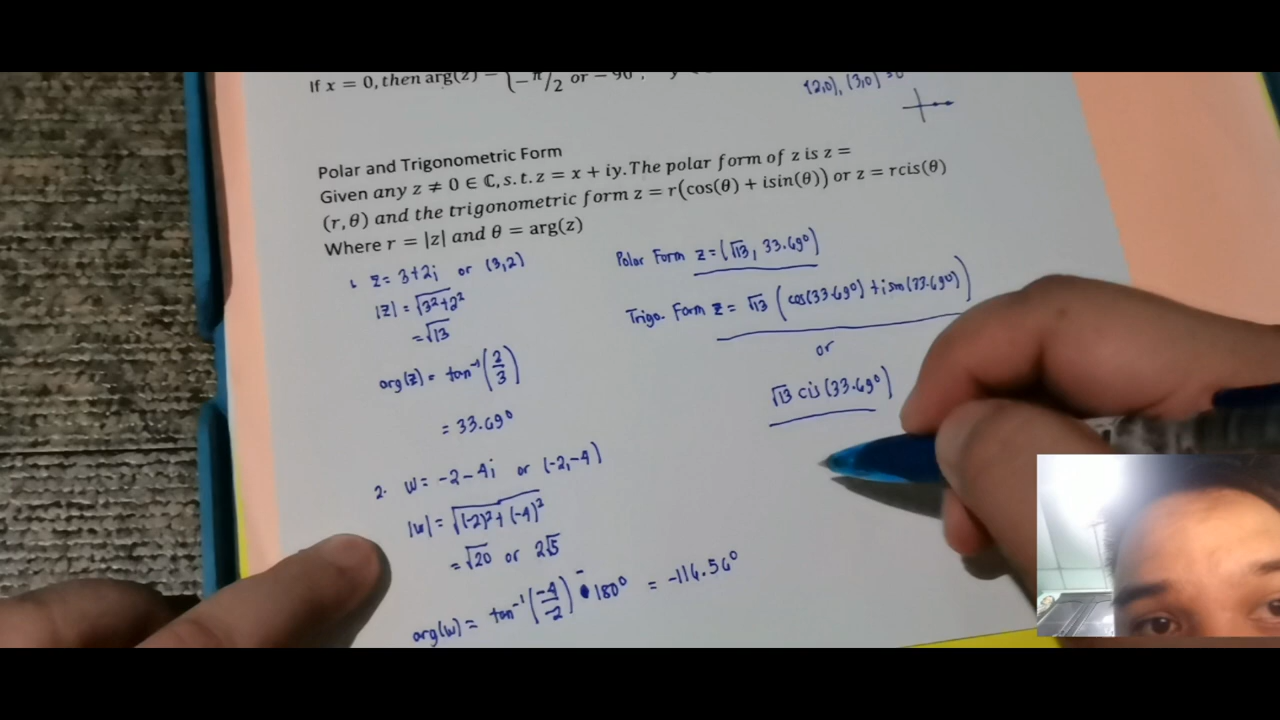 If x = 0, then arg(z) = { −π/2 or − 90°,
(2,0), (3,0)
Polar and Trigonometric Form
Given any z ≠ 0 ∈ ℂ, s.t. z = x + iy. The polar form of z is z =
(r, θ) and the trigonometric form z = r(cos(θ) + isin(θ)) or z = rcis(θ)
Where r = |z| and θ = arg(z)
1. z = 3+2i or (3,2)
|z| = √(3²+2²)
= √13
arg(z) = tan⁻¹(2/3)
= 33.69°
Polar Form z = (√13, 33.69°)
Trigo. Form z = √13 (cos(33.69°) + i sin(33.69°))
or
√13 cis(33.69°)
2. W = -2-4i or (-2,-4)
|w| = √((-2)²+(-4)²)
= √20 or 2√5
arg(w) = tan⁻¹(-4/-2) - 180° = -116.56°